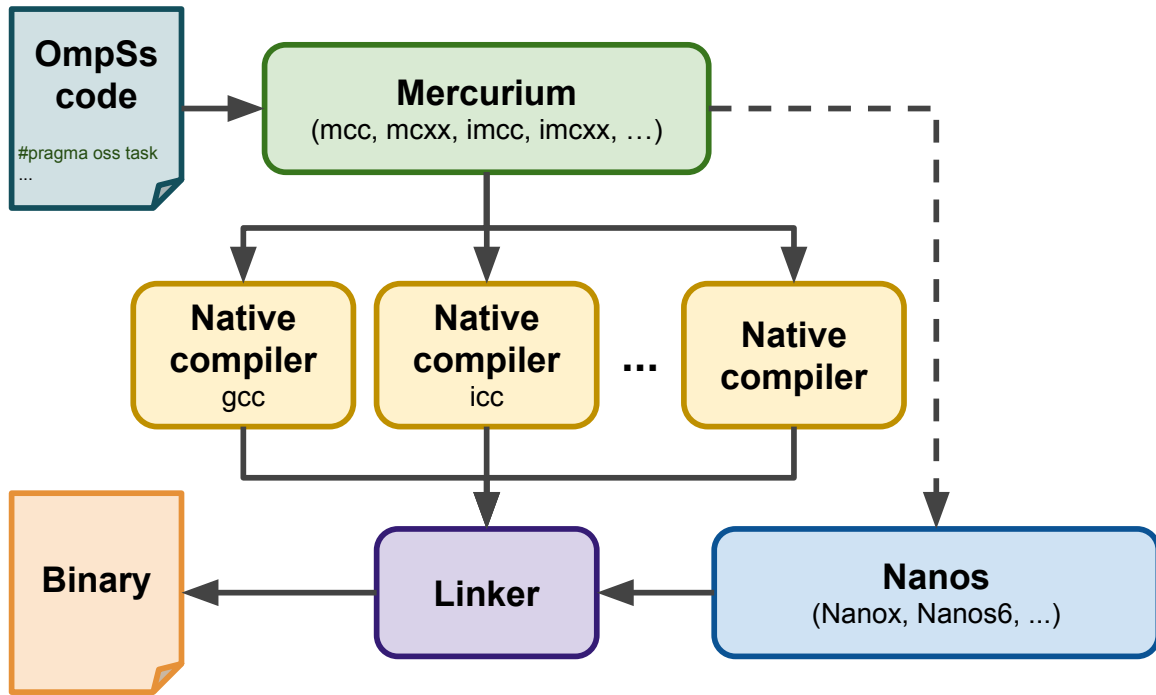 OmpSs
code
#pragma oss task
...
Mercurium
(mcc, mcxx, imcc, imcxx, …)
Native
compiler
gcc
Native
compiler
icc
...
Native
compiler
Binary
Linker
Nanos
(Nanox, Nanos6, ...)